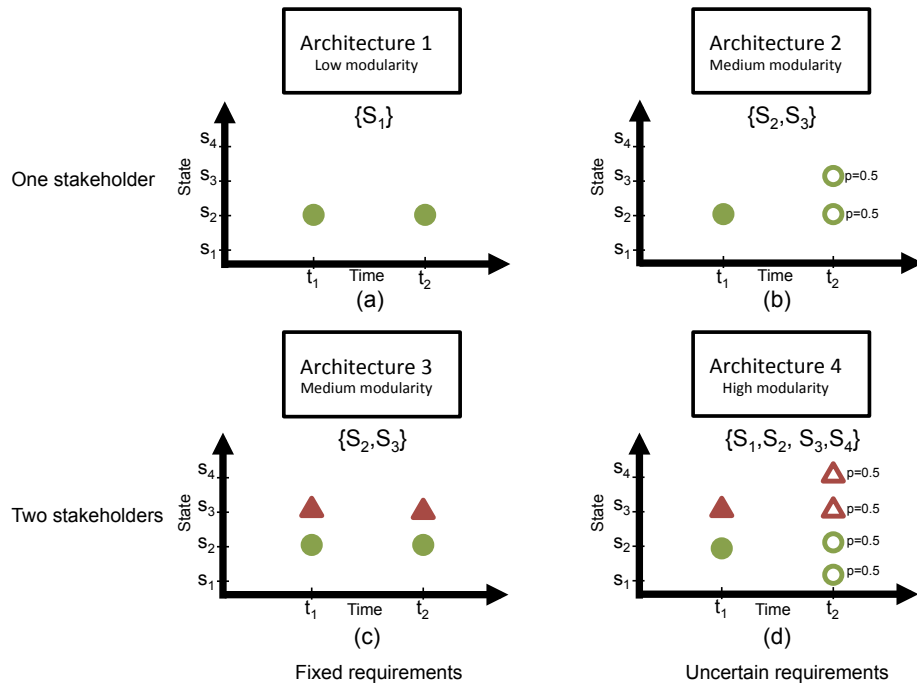 Architecture 1
Low modularity
{S1}
Architecture 2
Medium modularity
{S2,S3}
One stakeholder
State
s4
s3
s2
s1
t1
Time
t2
(a)
State
s4
s3
s2
s1
p=0.5
p=0.5
t1
Time
t2
(b)
Architecture 3
Medium modularity
{S2,S3}
Architecture 4
High modularity
{S1,S2, S3,S4}
Two stakeholders
State
s4
s3
s2
s1
t1
Time
t2
(c)
State
s4
s3
s2
s1
p=0.5
p=0.5
p=0.5
p=0.5
t1
Time
t2
(d)
Fixed requirements
Uncertain requirements